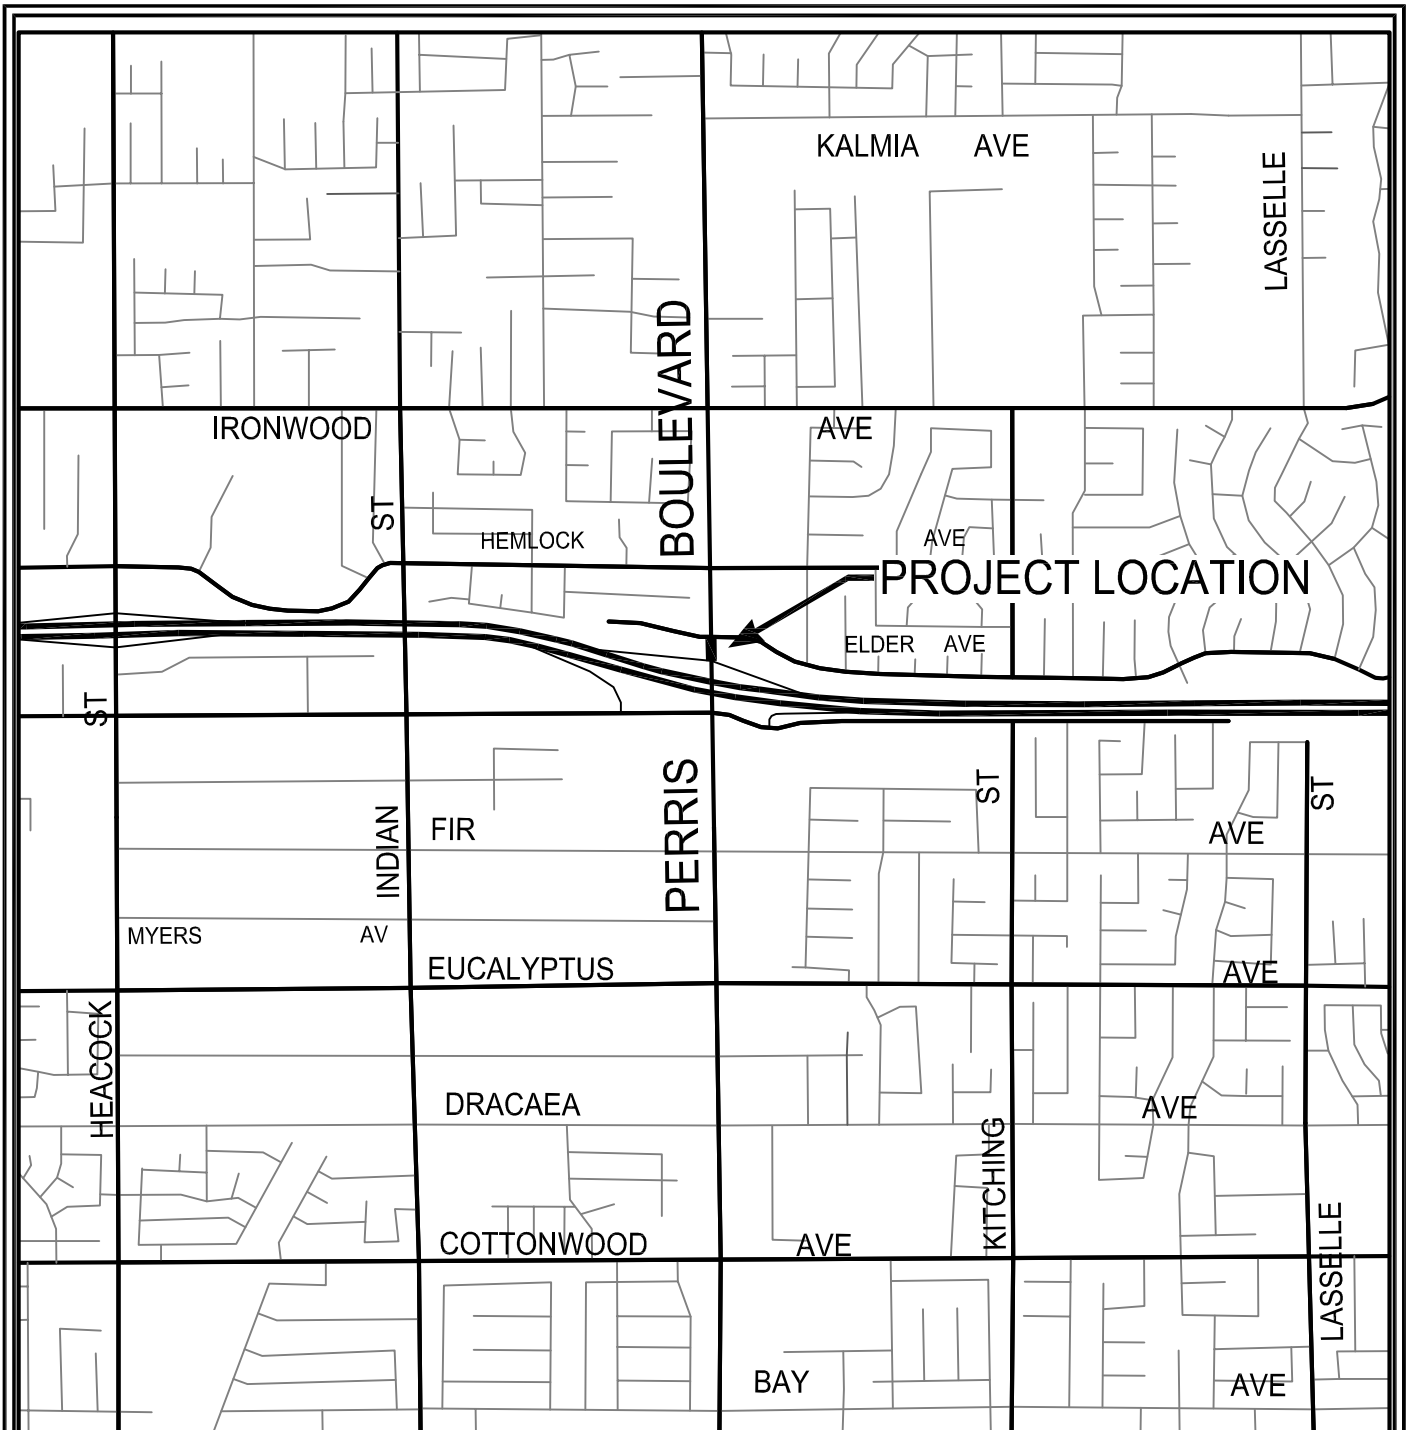 KALMIA AVE
LASSELLE
BOULEVARD
IRONWOOD AVE
ST
HEMLOCK AVE
PROJECT LOCATION
ELDER AVE
ST
PERRIS
ST
ST
INDIAN
FIR AVE
MYERS AV
EUCALYPTUS AVE
HEACOCK
DRACAEA AVE
KITCHING
COTTONWOOD AVE
LASSELLE
BAY AVE